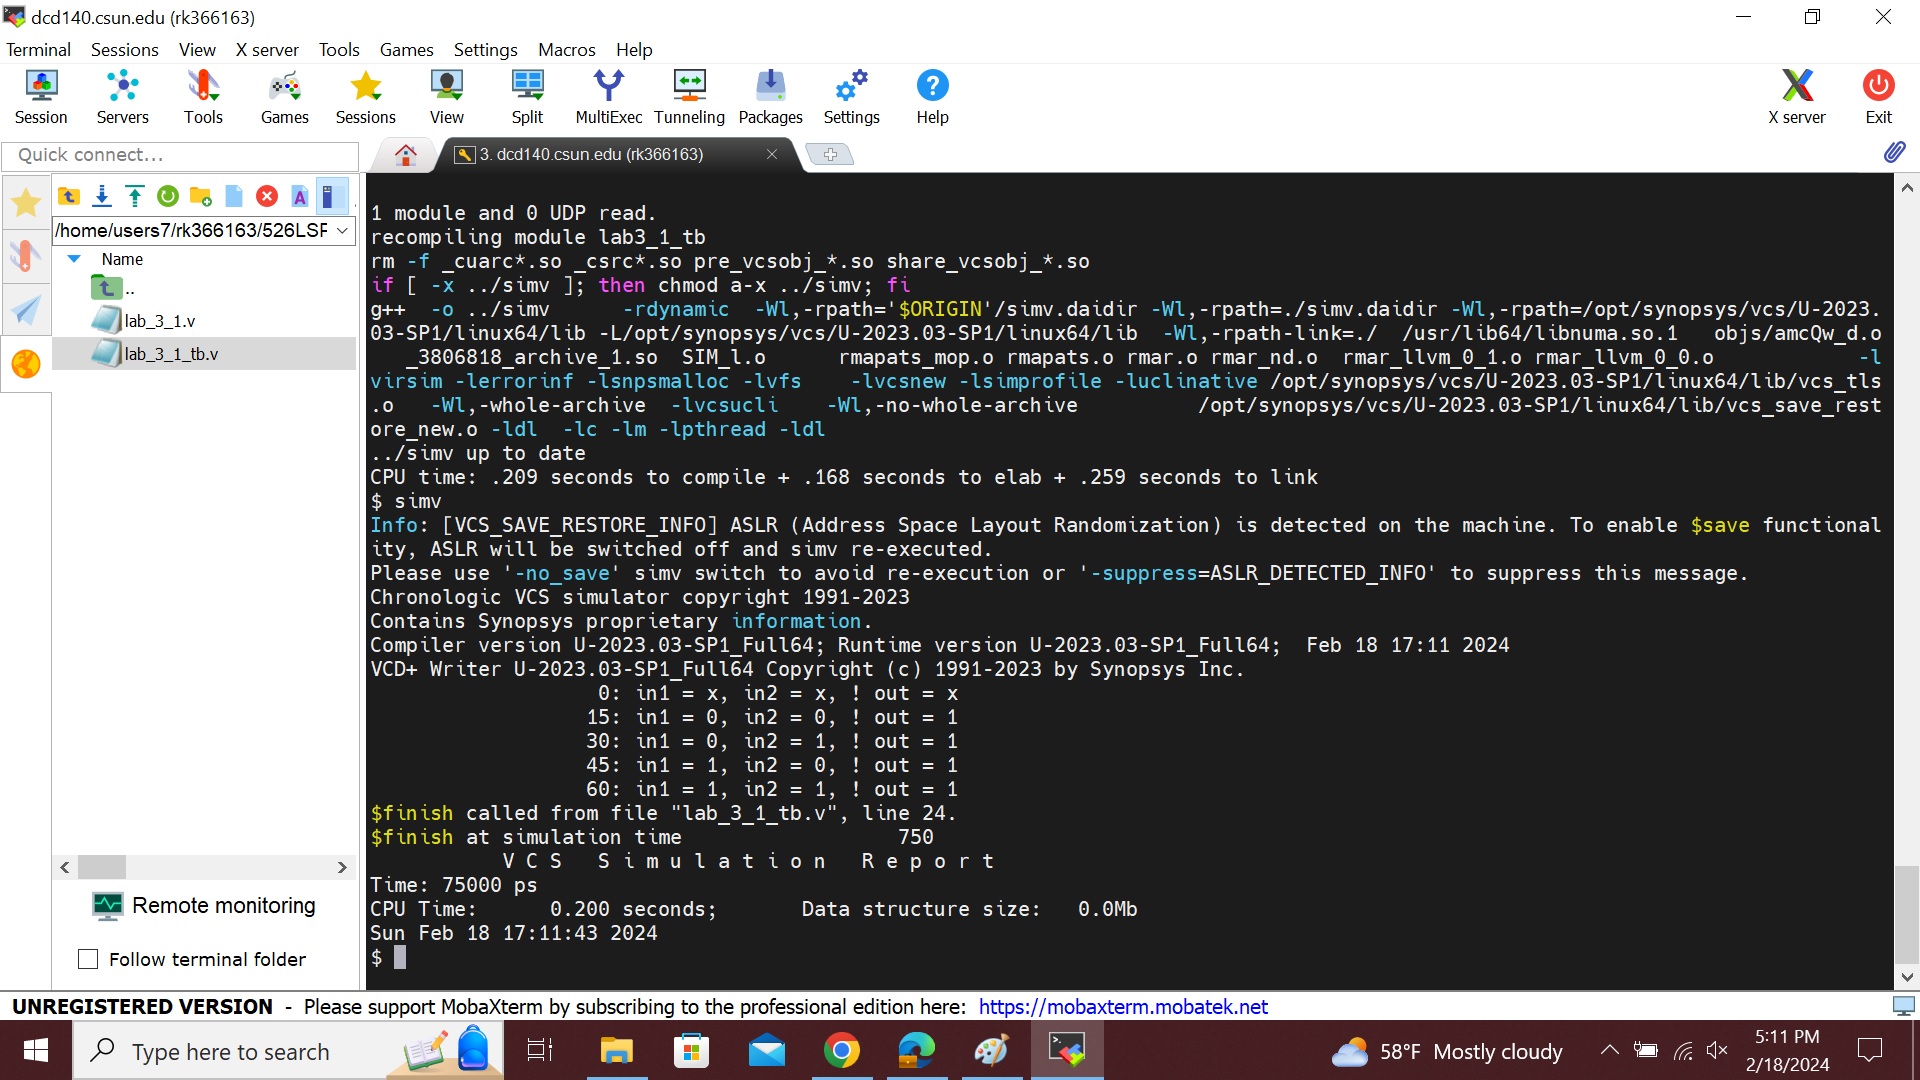 dcd140.csun.edu (rk366163)
Terminal Sessions View X server Tools Games Settings Macros Help
Session Servers Tools Games Sessions View Split MultiExec Tunneling Packages Settings Help X server Exit
Quick connect...
3. dcd140.csun.edu (rk366163)
/home/users7/rk366163/526LSF
Name
..
lab_3_1.v
lab_3_1_tb.v
Remote monitoring
Follow terminal folder
1 module and 0 UDP read.
recompiling module lab3_1_tb
rm -f _cuarc*.so _csrc*.so pre_vcsobj_*.so share_vcsobj_*.so
if [ -x ../simv ]; then chmod a-x ../simv; fi
g++  -o ../simv      -rdynamic  -Wl,-rpath='$ORIGIN'/simv.daidir -Wl,-rpath=./simv.daidir -Wl,-rpath=/opt/synopsys/vcs/U-2023.
03-SP1/linux64/lib -L/opt/synopsys/vcs/U-2023.03-SP1/linux64/lib  -Wl,-rpath-link=./  /usr/lib64/libnuma.so.1   objs/amcQw_d.o
   _3806818_archive_1.so  SIM_l.o      rmapats_mop.o rmapats.o rmar.o rmar_nd.o  rmar_llvm_0_1.o rmar_llvm_0_0.o            -l
virsim -lerrorinf -lsnpsmalloc -lvfs    -lvcsnew -lsimprofile -luclinative /opt/synopsys/vcs/U-2023.03-SP1/linux64/lib/vcs_tls
.o   -Wl,-whole-archive  -lvcsucli    -Wl,-no-whole-archive          /opt/synopsys/vcs/U-2023.03-SP1/linux64/lib/vcs_save_rest
ore_new.o -ldl  -lc -lm -lpthread -ldl
../simv up to date
CPU time: .209 seconds to compile + .168 seconds to elab + .259 seconds to link
$ simv
Info: [VCS_SAVE_RESTORE_INFO] ASLR (Address Space Layout Randomization) is detected on the machine. To enable $save functional
ity, ASLR will be switched off and simv re-executed.
Please use '-no_save' simv switch to avoid re-execution or '-suppress=ASLR_DETECTED_INFO' to suppress this message.
Chronologic VCS simulator copyright 1991-2023
Contains Synopsys proprietary information.
Compiler version U-2023.03-SP1_Full64; Runtime version U-2023.03-SP1_Full64;  Feb 18 17:11 2024
VCD+ Writer U-2023.03-SP1_Full64 Copyright (c) 1991-2023 by Synopsys Inc.
0: in1 = x, in2 = x, ! out = x
15: in1 = 0, in2 = 0, ! out = 1
30: in1 = 0, in2 = 1, ! out = 1
45: in1 = 1, in2 = 0, ! out = 1
60: in1 = 1, in2 = 1, ! out = 1
$finish called from file "lab_3_1_tb.v", line 24.
$finish at simulation time                  750
V C S   S i m u l a t i o n   R e p o r t
Time: 75000 ps
CPU Time:      0.200 seconds;       Data structure size:   0.0Mb
Sun Feb 18 17:11:43 2024
$
UNREGISTERED VERSION - Please support MobaXterm by subscribing to the professional edition here: https://mobaxterm.mobatek.net
Type here to search
58°F Mostly cloudy
5:11 PM
2/18/2024